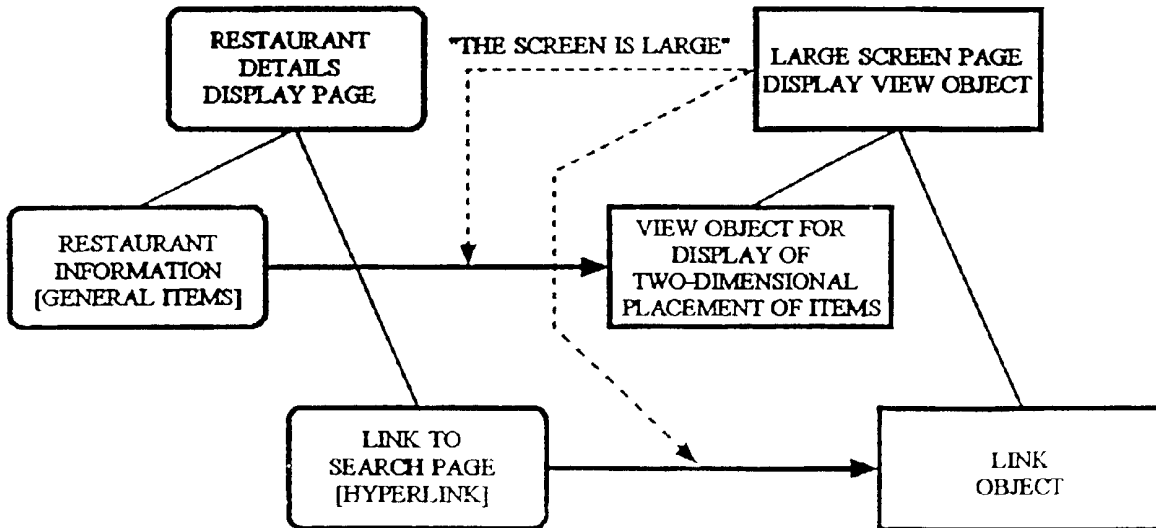 RESTAURANT
DETAILS
DISPLAY PAGE
"THE SCREEN IS LARGE"
LARGE SCREEN PAGE
DISPLAY VIEW OBJECT
RESTAURANT
INFORMATION
[GENERAL ITEMS]
VIEW OBJECT FOR
DISPLAY OF
TWO-DIMENSIONAL
PLACEMENT OF ITEMS
LINK TO
SEARCH PAGE
[HYPERLINK]
LINK
OBJECT